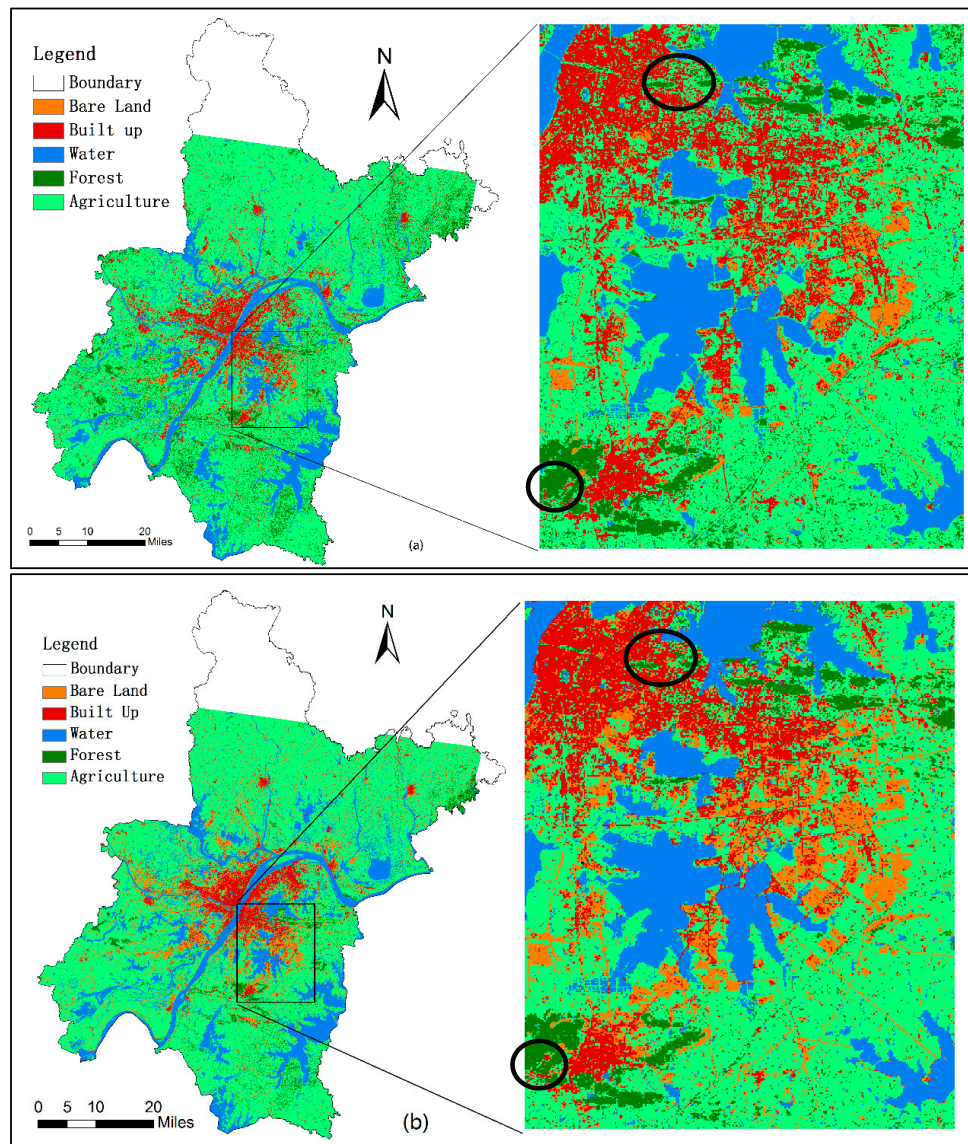 Legend
Boundary
Bare Land
Built up
Water
Forest
Agriculture
N
0 5 10 20
Miles
(a)
Legend
Boundary
Bare Land
Built Up
Water
Forest
Agriculture
N
0 5 10 20
Miles
(b)